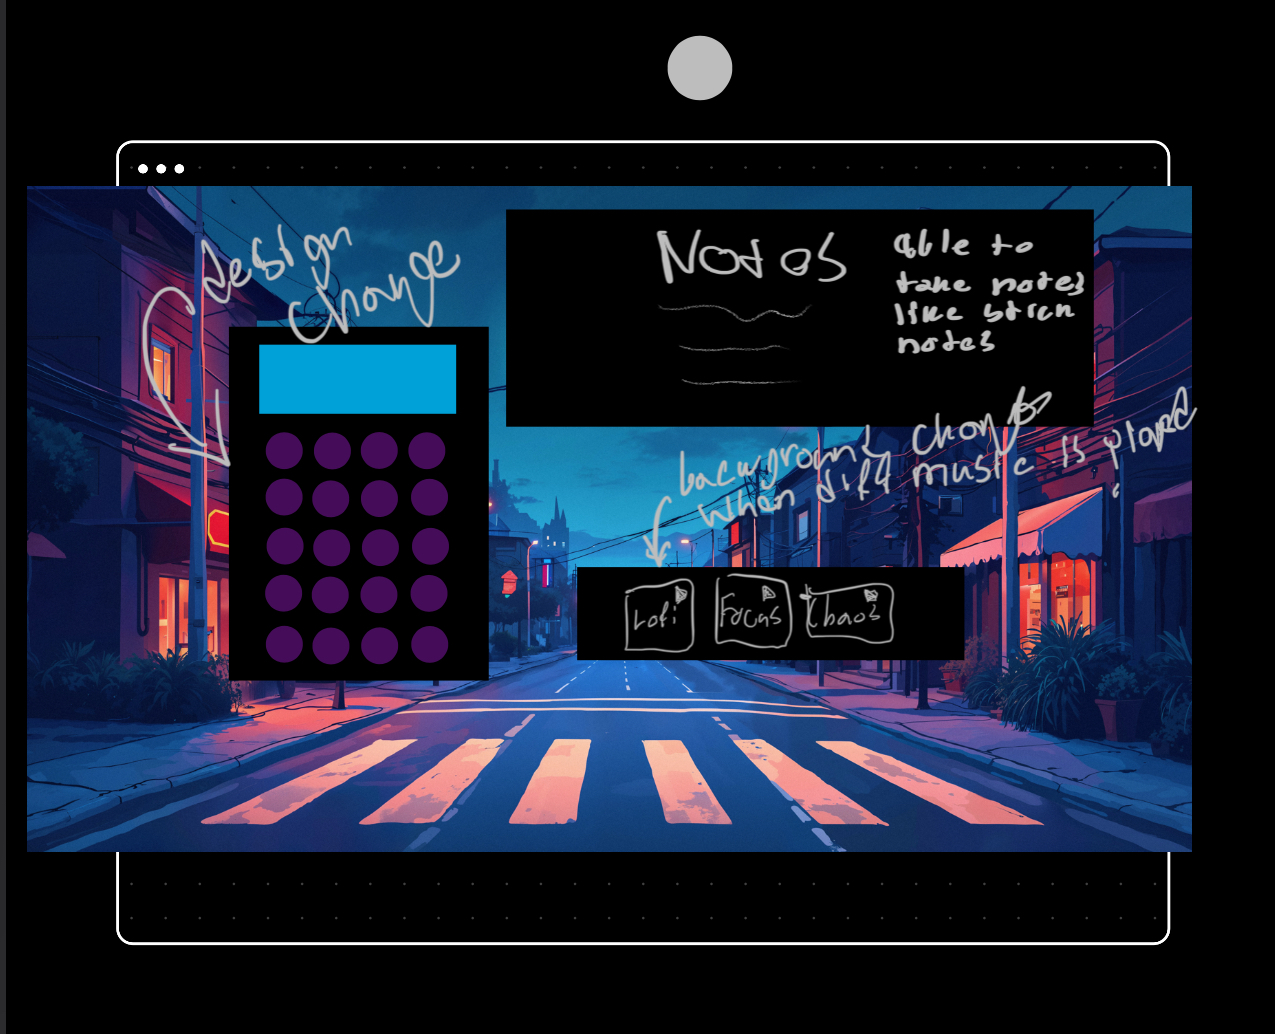 design
change
Notes
able to
take notes
like stick
notes
background change
when diff music is played
Lofi
Focus
Chaos